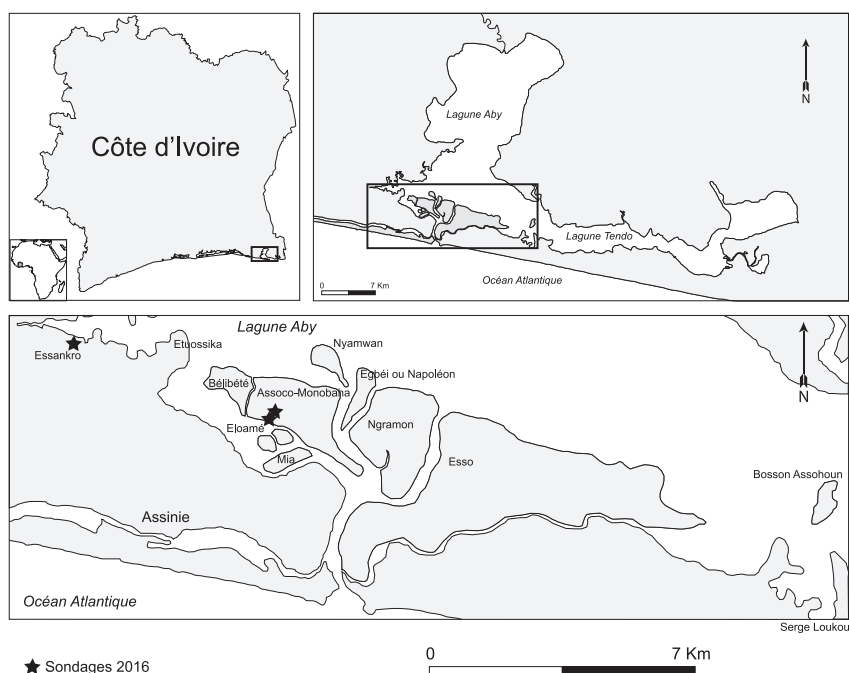 Côte d'Ivoire
Lagune Aby
N
Lagune Tendo
Océan Atlantique
0 7 Km
Lagune Aby
Essankro
Etuossika
Nyamwan
Bélibété
Egbéi ou Napoléon
Assoco-Monobaha
N
Eloamé
Ngramon
Mia
Esso
Bosson Assohoun
Assinie
Océan Atlantique
Serge Loukou
0 7 Km
Sondages 2016